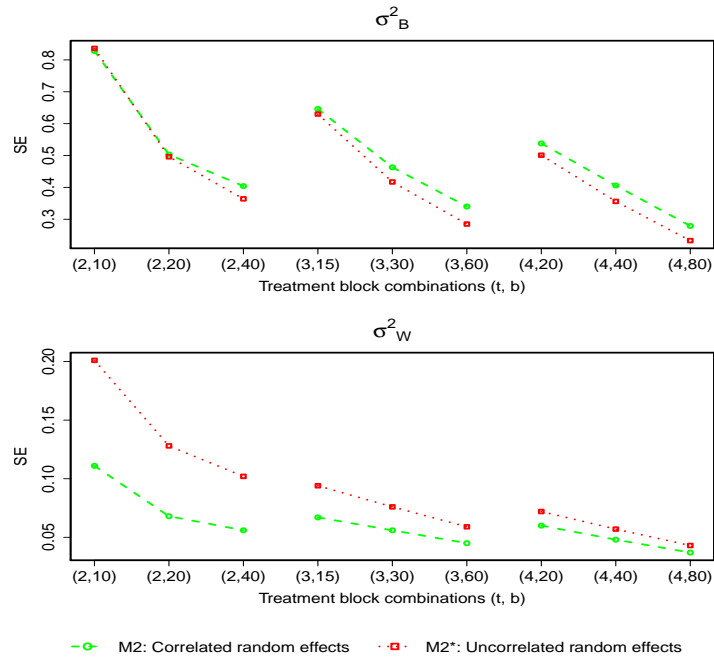 σ²_B
SE
0.8
0.7
0.6
0.5
0.4
0.3
(2,10) (2,20) (2,40) (3,15) (3,30) (3,60) (4,20) (4,40) (4,80)
Treatment block combinations (t, b)
σ²_W
SE
0.20
0.15
0.10
0.05
(2,10) (2,20) (2,40) (3,15) (3,30) (3,60) (4,20) (4,40) (4,80)
Treatment block combinations (t, b)
M2: Correlated random effects M2*: Uncorrelated random effects